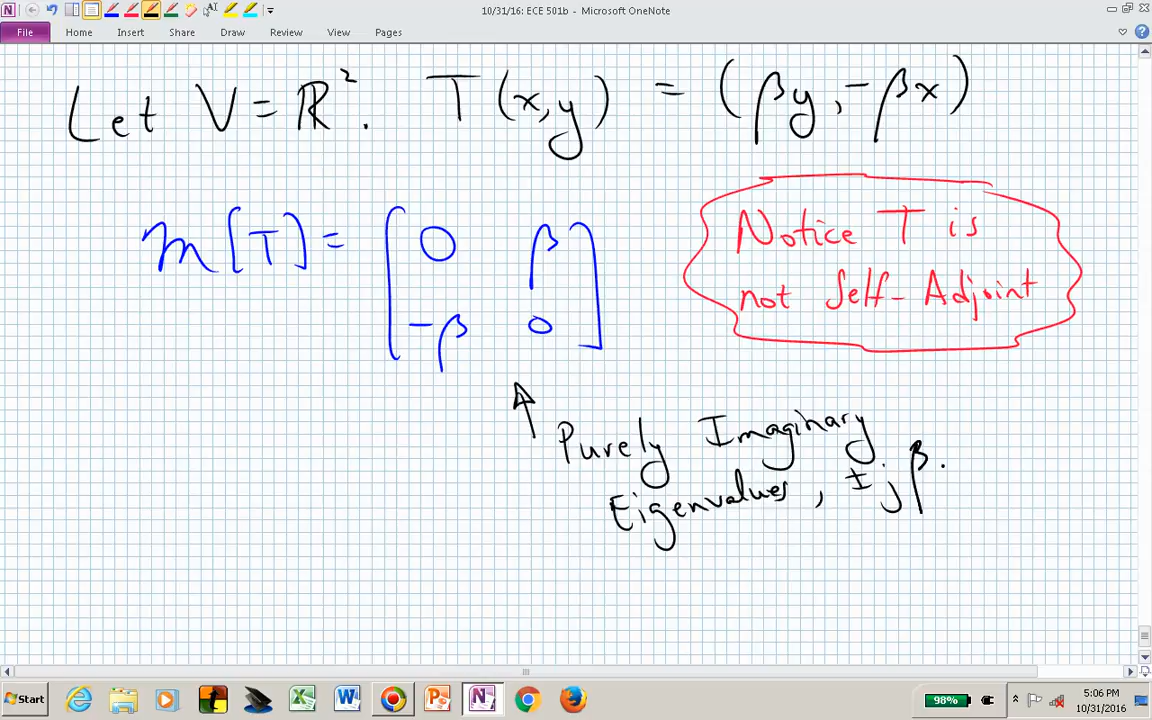 10/31/16: ECE 501b - Microsoft OneNote
File Home Insert Share Draw Review View Pages
Let V = ℝ². T(x,y) = (βy, -βx)
m[T] = [0 β
-β 0]
Notice T is
not Self-Adjoint
Purely Imaginary
Eigenvalues, ±jβ.
Start
98%
5:06 PM
10/31/2016